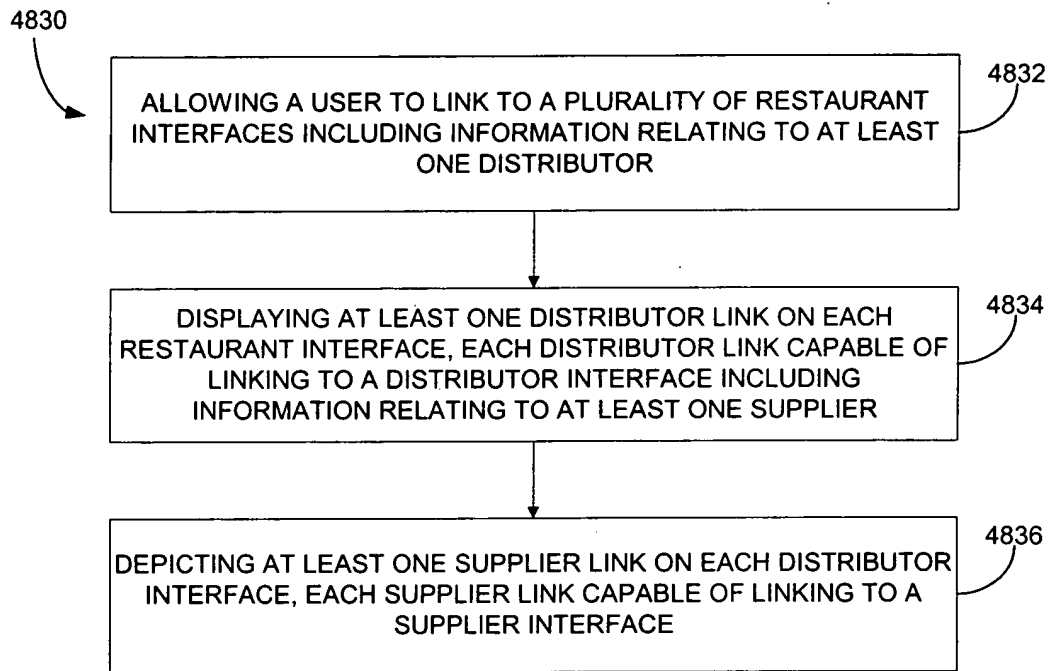 4830
4832
ALLOWING A USER TO LINK TO A PLURALITY OF RESTAURANT
INTERFACES INCLUDING INFORMATION RELATING TO AT LEAST
ONE DISTRIBUTOR
4834
DISPLAYING AT LEAST ONE DISTRIBUTOR LINK ON EACH
RESTAURANT INTERFACE, EACH DISTRIBUTOR LINK CAPABLE OF
LINKING TO A DISTRIBUTOR INTERFACE INCLUDING
INFORMATION RELATING TO AT LEAST ONE SUPPLIER
4836
DEPICTING AT LEAST ONE SUPPLIER LINK ON EACH DISTRIBUTOR
INTERFACE, EACH SUPPLIER LINK CAPABLE OF LINKING TO A
SUPPLIER INTERFACE